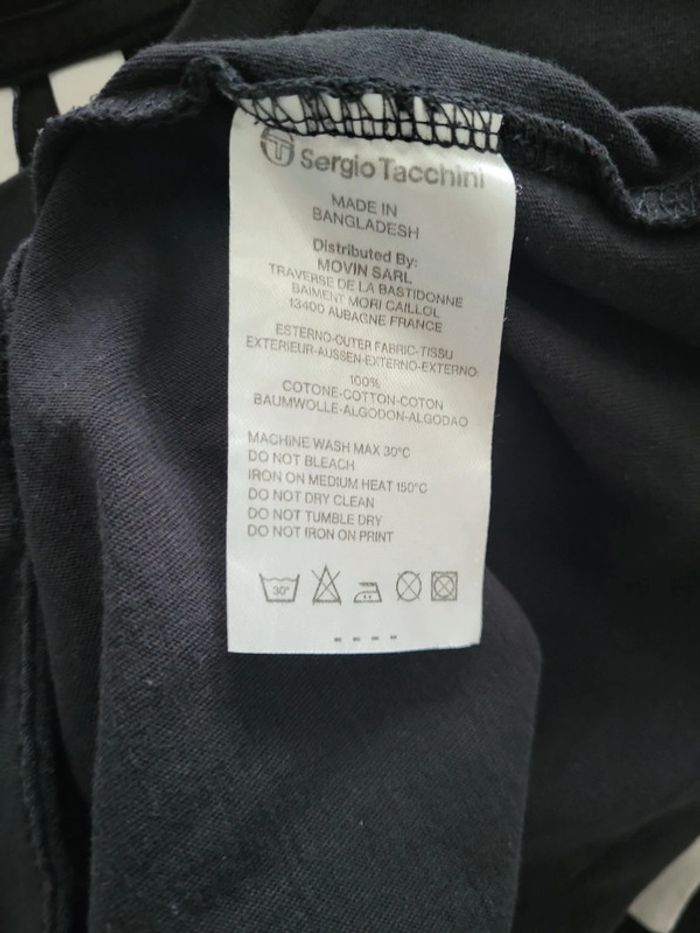 Sergio Tacchini
MADE IN
BANGLADESH
Distributed By:
MOVIN SARL
TRAVERSE DE LA BASTIDONNE
BAIMENT MORI CAILLOL
13400 AUBAGNE FRANCE
ESTERNO-OUTER FABRIC-TISSU
EXTERIEUR-AUSSEN-EXTERNO-EXTERNO:
100%
COTONE-COTTON-COTON
BAUMWOLLE-ALGODON-ALGODAO
MACHINE WASH MAX 30°C
DO NOT BLEACH
IRON ON MEDIUM HEAT 150°C
DO NOT DRY CLEAN
DO NOT TUMBLE DRY
DO NOT IRON ON PRINT
30°